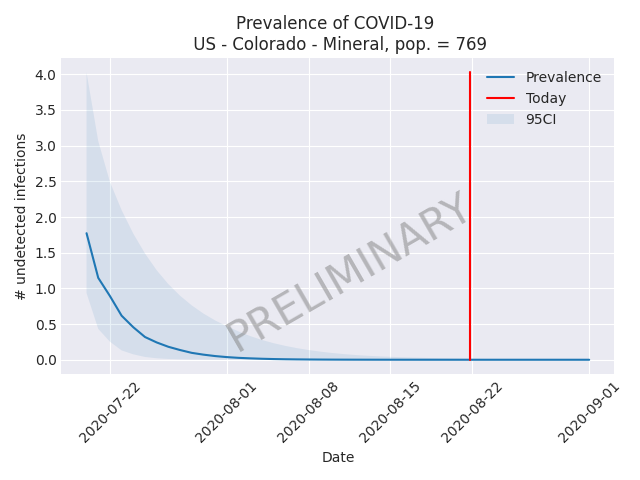 Prevalence of COVID-19
US - Colorado - Mineral, pop. = 769
4.0
3.5
3.0
2.5
2.0
1.5
1.0
0.5
0.0
# undetected infections
Prevalence
Today
95CI
PRELIMINARY
2020-07-22
2020-08-01
2020-08-08
2020-08-15
2020-08-22
2020-09-01
Date